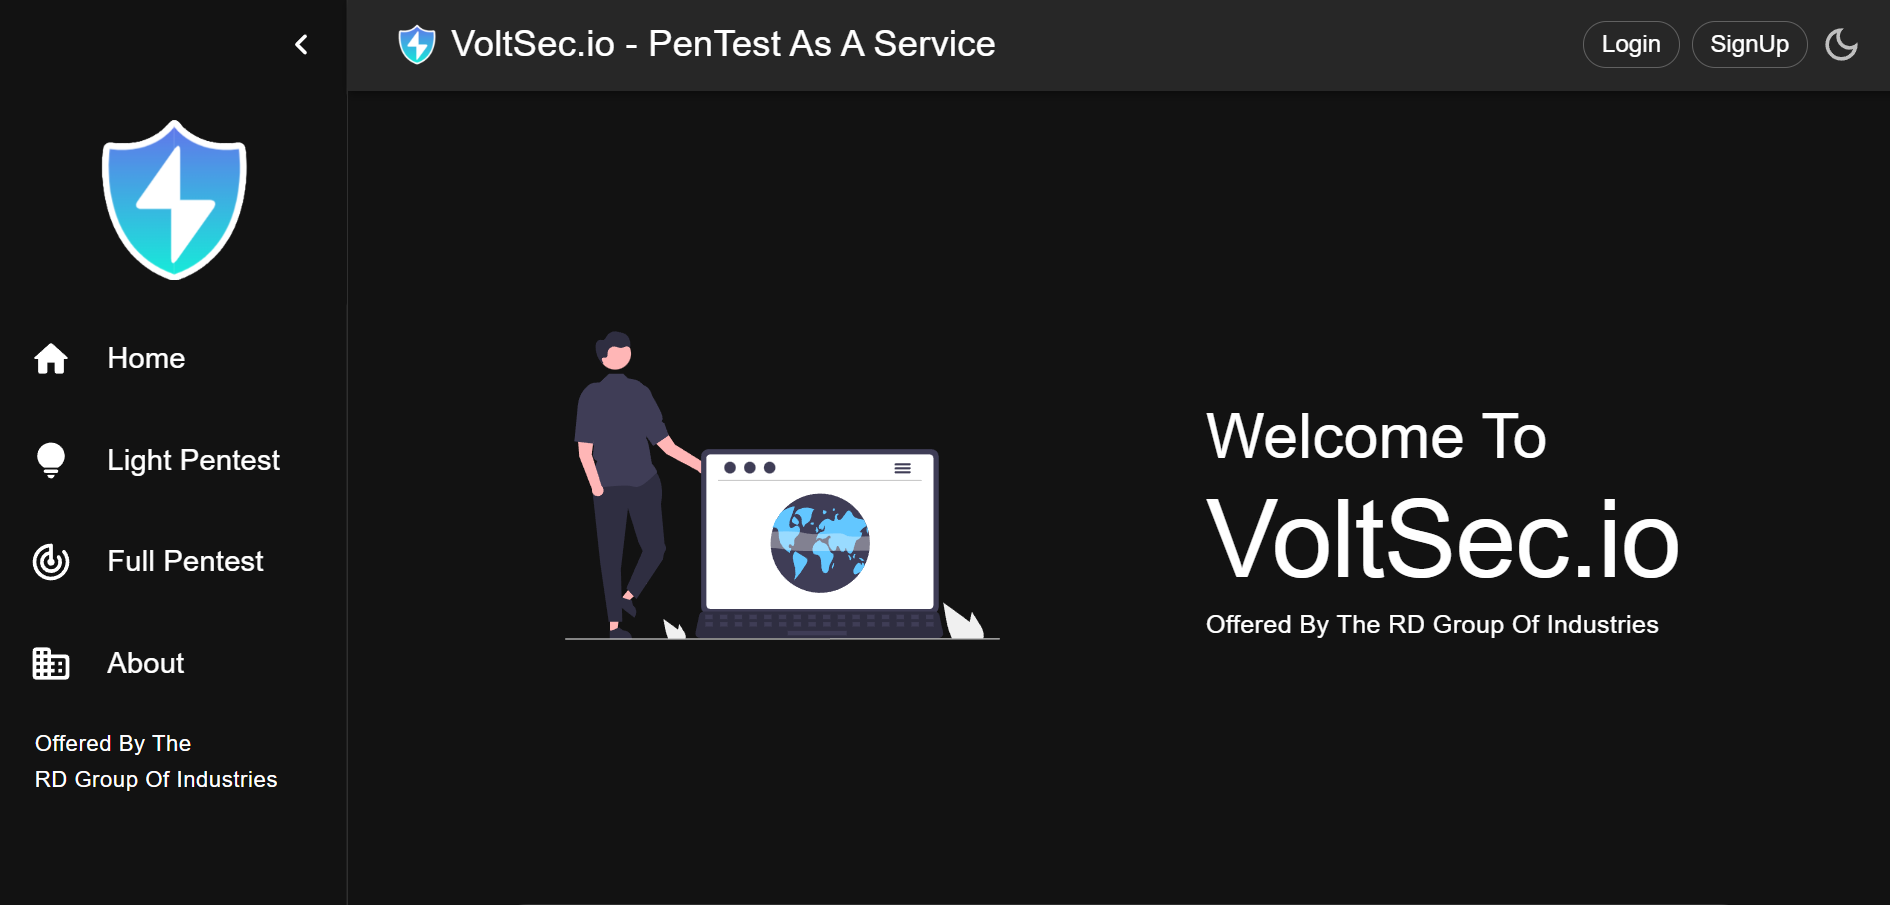 VoltSec.io - PenTest As A Service
Login
SignUp
Home
Light Pentest
Full Pentest
About
Offered By The
RD Group Of Industries
Welcome To
VoltSec.io
Offered By The RD Group Of Industries